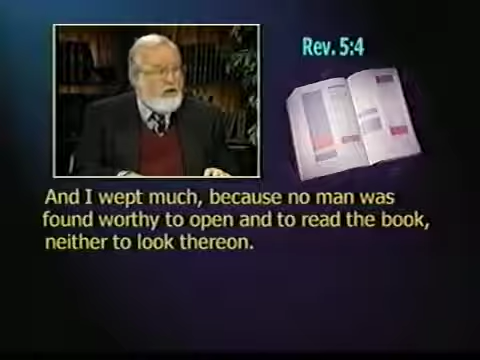 Rev. 5:4
And I wept much, because no man was
found worthy to open and to read the book,
neither to look thereon.